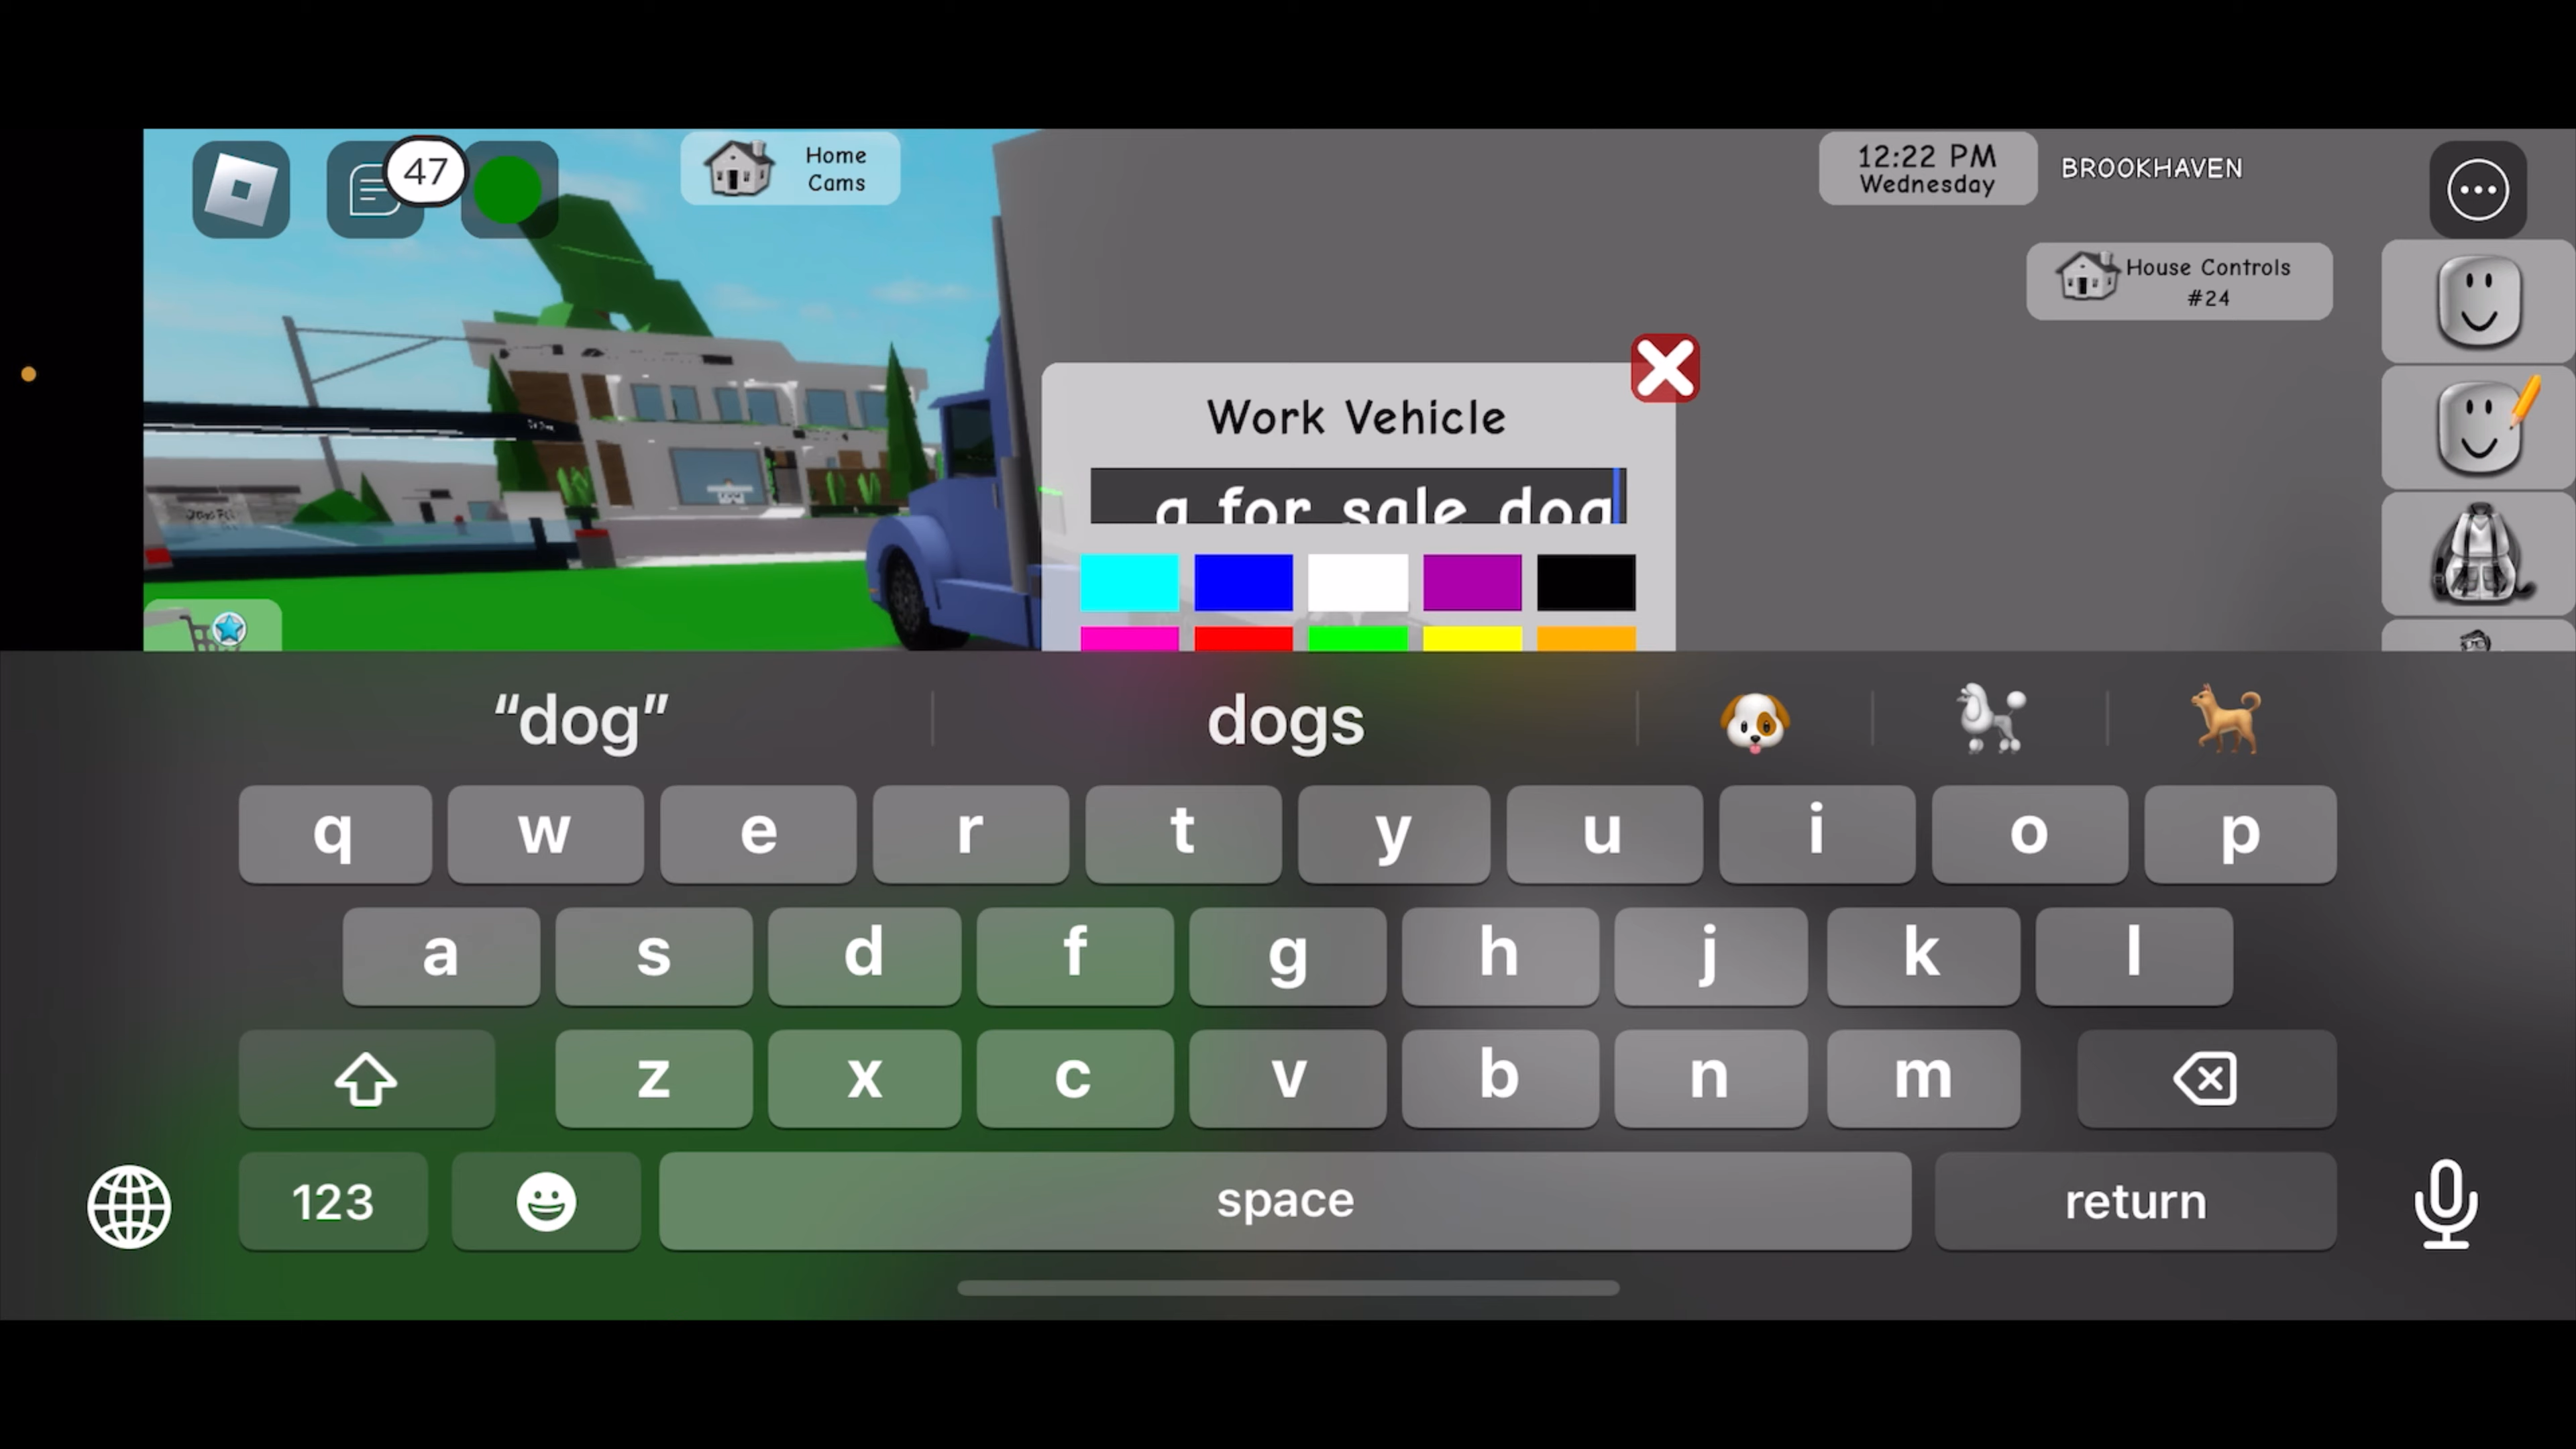 47
Home
Cams
12:22 PM
Wednesday
BROOKHAVEN
House Controls
#24
Work Vehicle
a for sale dog
“dog”
dogs
q w e r t y u i o p
a s d f g h j k l
z x c v b n m
123
space
return